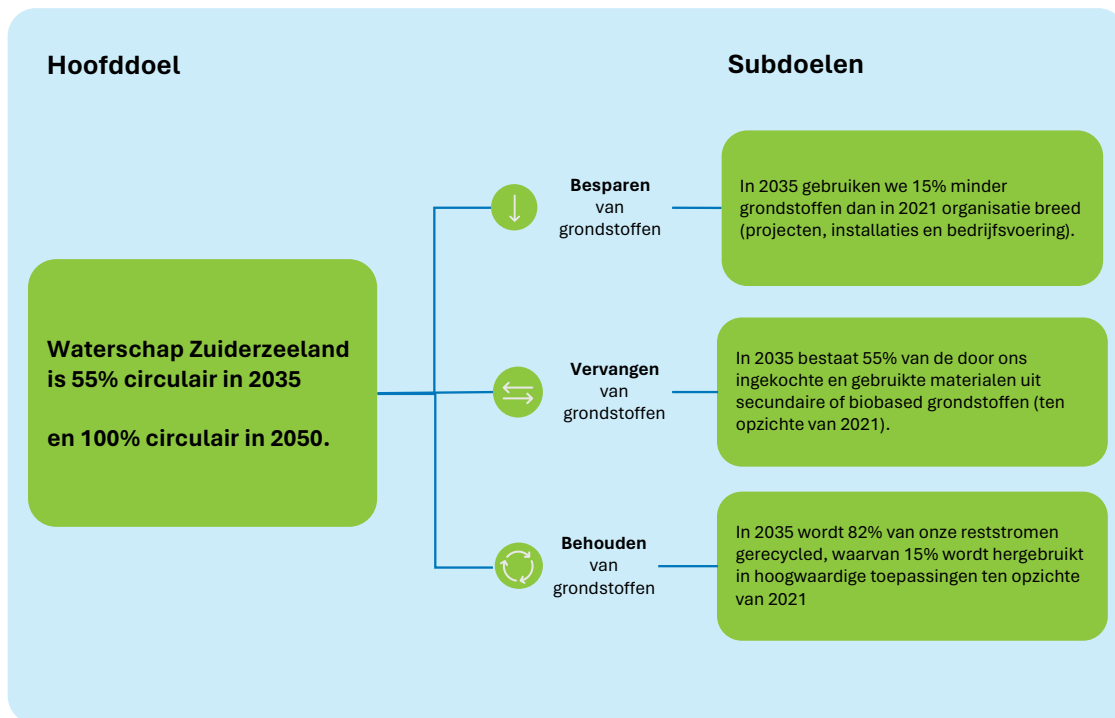 Hoofddoel
Subdoelen
Waterschap Zuiderzeeland
is 55% circulair in 2035
en 100% circulair in 2050.
Besparen
van
grondstoffen
In 2035 gebruiken we 15% minder
grondstoffen dan in 2021 organisatie breed
(projecten, installaties en bedrijfsvoering).
Vervangen
van
grondstoffen
In 2035 bestaat 55% van de door ons
ingekochte en gebruikte materialen uit
secundaire of biobased grondstoffen (ten
opzichte van 2021).
Behouden
van
grondstoffen
In 2035 wordt 82% van onze reststromen
gerecycled, waarvan 15% wordt hergebruikt
in hoogwaardige toepassingen ten opzichte
van 2021